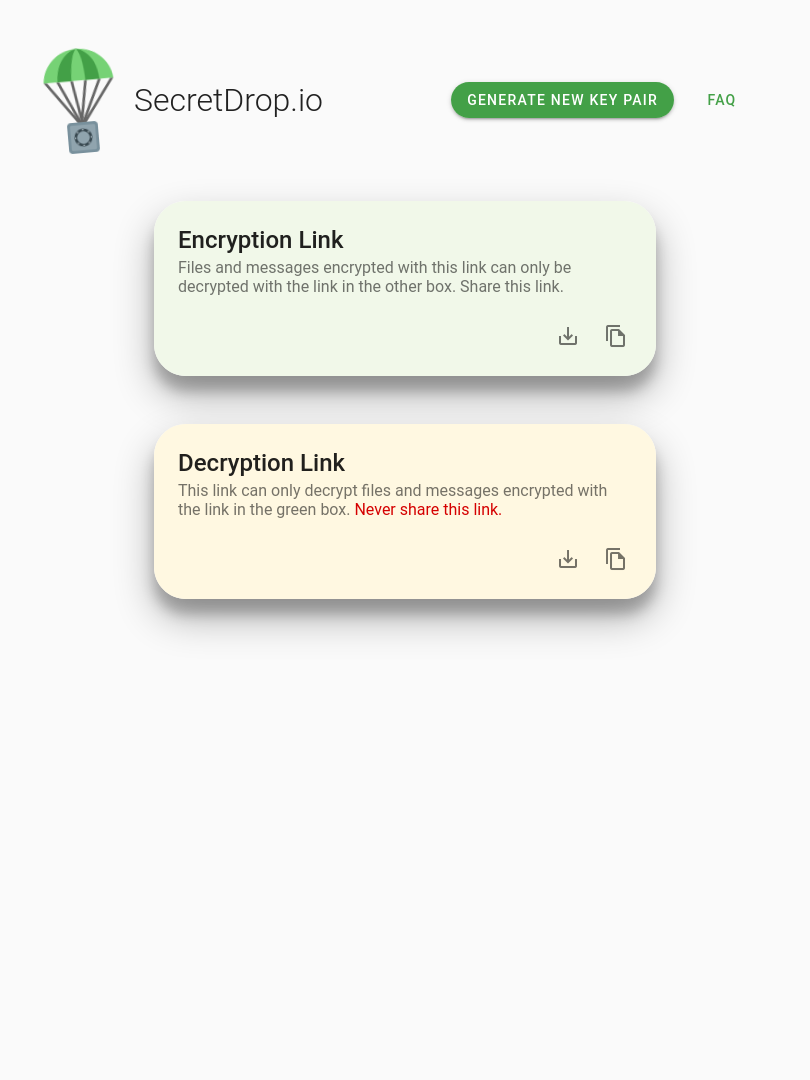 SecretDrop.io
GENERATE NEW KEY PAIR
FAQ
Encryption Link
Files and messages encrypted with this link can only be
decrypted with the link in the other box. Share this link.
Decryption Link
This link can only decrypt files and messages encrypted with
the link in the green box. Never share this link.